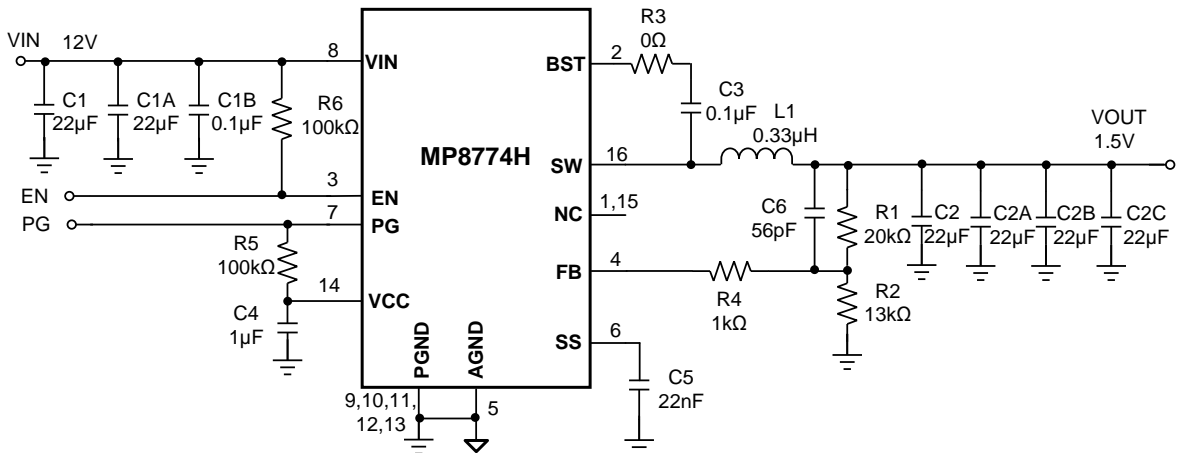 VIN 12V
C1
22µF
C1A
22µF
C1B
0.1µF
R6
100kΩ
EN
PG
R5
100kΩ
C4
1µF
8
3
7
14
VIN
EN
PG
VCC
MP8774H
BST
SW
NC
FB
SS
PGND
AGND
9,10,11,
12,13
5
2
16
1,15
4
6
R3
0Ω
C3
0.1µF
L1
0.33µH
C6
56pF
R1
20kΩ
R4
1kΩ
R2
13kΩ
C5
22nF
C2
22µF
C2A
22µF
C2B
22µF
C2C
22µF
VOUT
1.5V